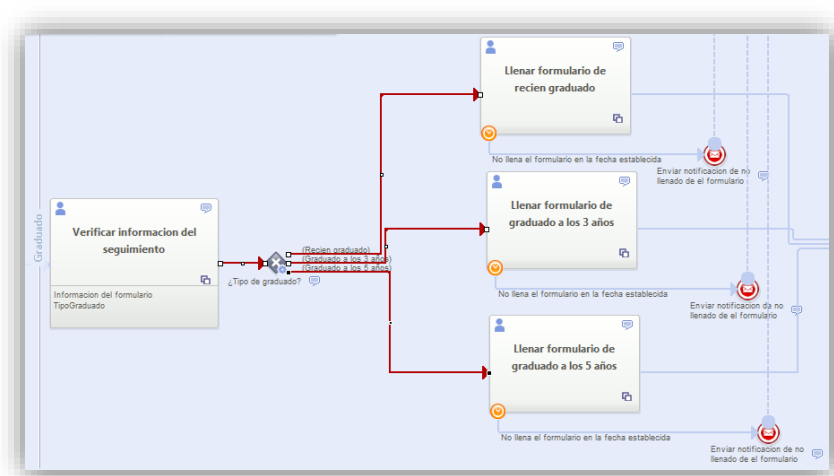 Graduado
Verificar informacion del
seguimiento
Informacion del formulario
TipoGraduado
¿Tipo de graduado?
(Recien graduado)
(Graduado a los 3 años)
(Graduado a los 5 años)
Llenar formulario de
recien graduado
No llena el formulario en la fecha establecida
Enviar notificacion de no
llenado de el formulario
Llenar formulario de
graduado a los 3 años
No llena el formulario en la fecha establecida
Enviar notificacion de no
llenado de el formulario
Llenar formulario de
graduado a los 5 años
No llena el formulario en la fecha establecida
Enviar notificacion de no
llenado de el formulario